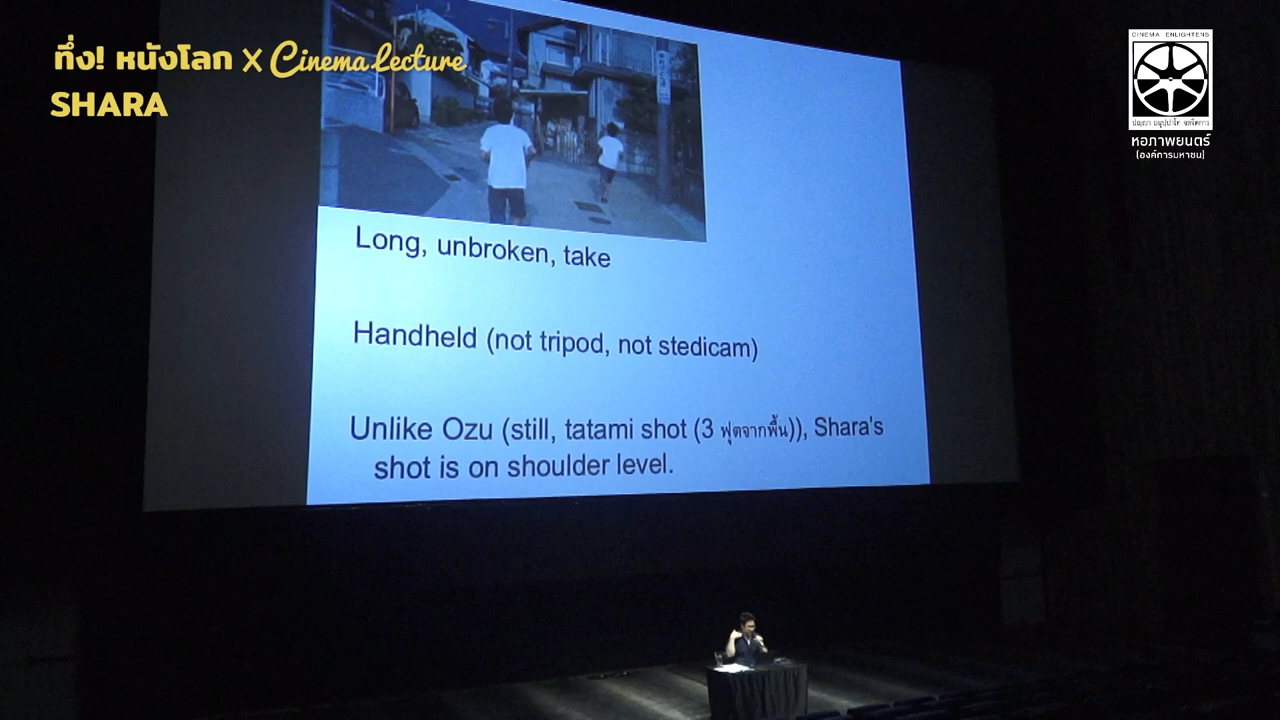 ทึ่ง! หนังโลก X Cinema Lecture
SHARA
CINEMA ENLIGHTENS
หอภาพยนตร์
(องค์การมหาชน)
Long, unbroken, take
Handheld (not tripod, not stedicam)
Unlike Ozu (still, tatami shot (3 ฟุตจากพื้น)), Shara's
shot is on shoulder level.